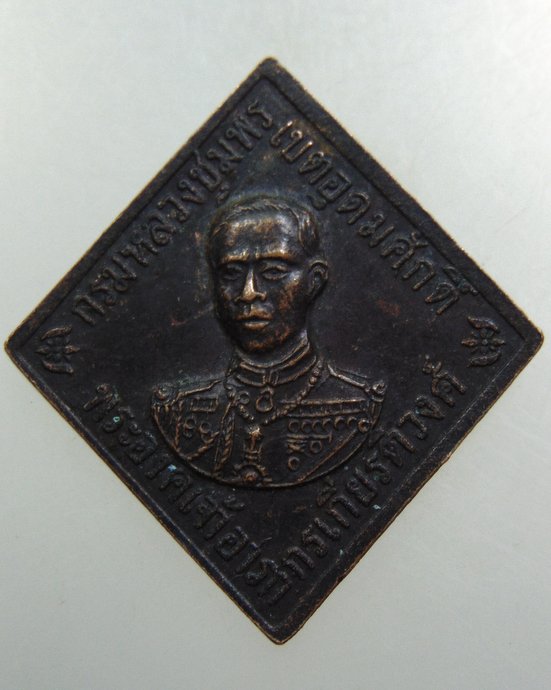 กรมหลวงชุมพร
เขตอุดมศักดิ์
พระองค์เจ้าอาภากรเกียรติวงศ์